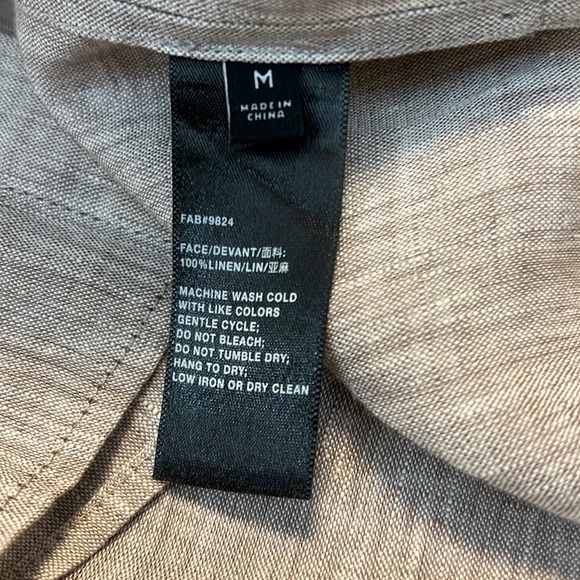 M
MADE IN
CHINA
FAB#9824
FACE/DEVANT/面料:
100%LINEN/LIN/亚麻
MACHINE WASH COLD
WITH LIKE COLORS
GENTLE CYCLE;
DO NOT BLEACH;
DO NOT TUMBLE DRY;
HANG TO DRY;
LOW IRON OR DRY CLEAN